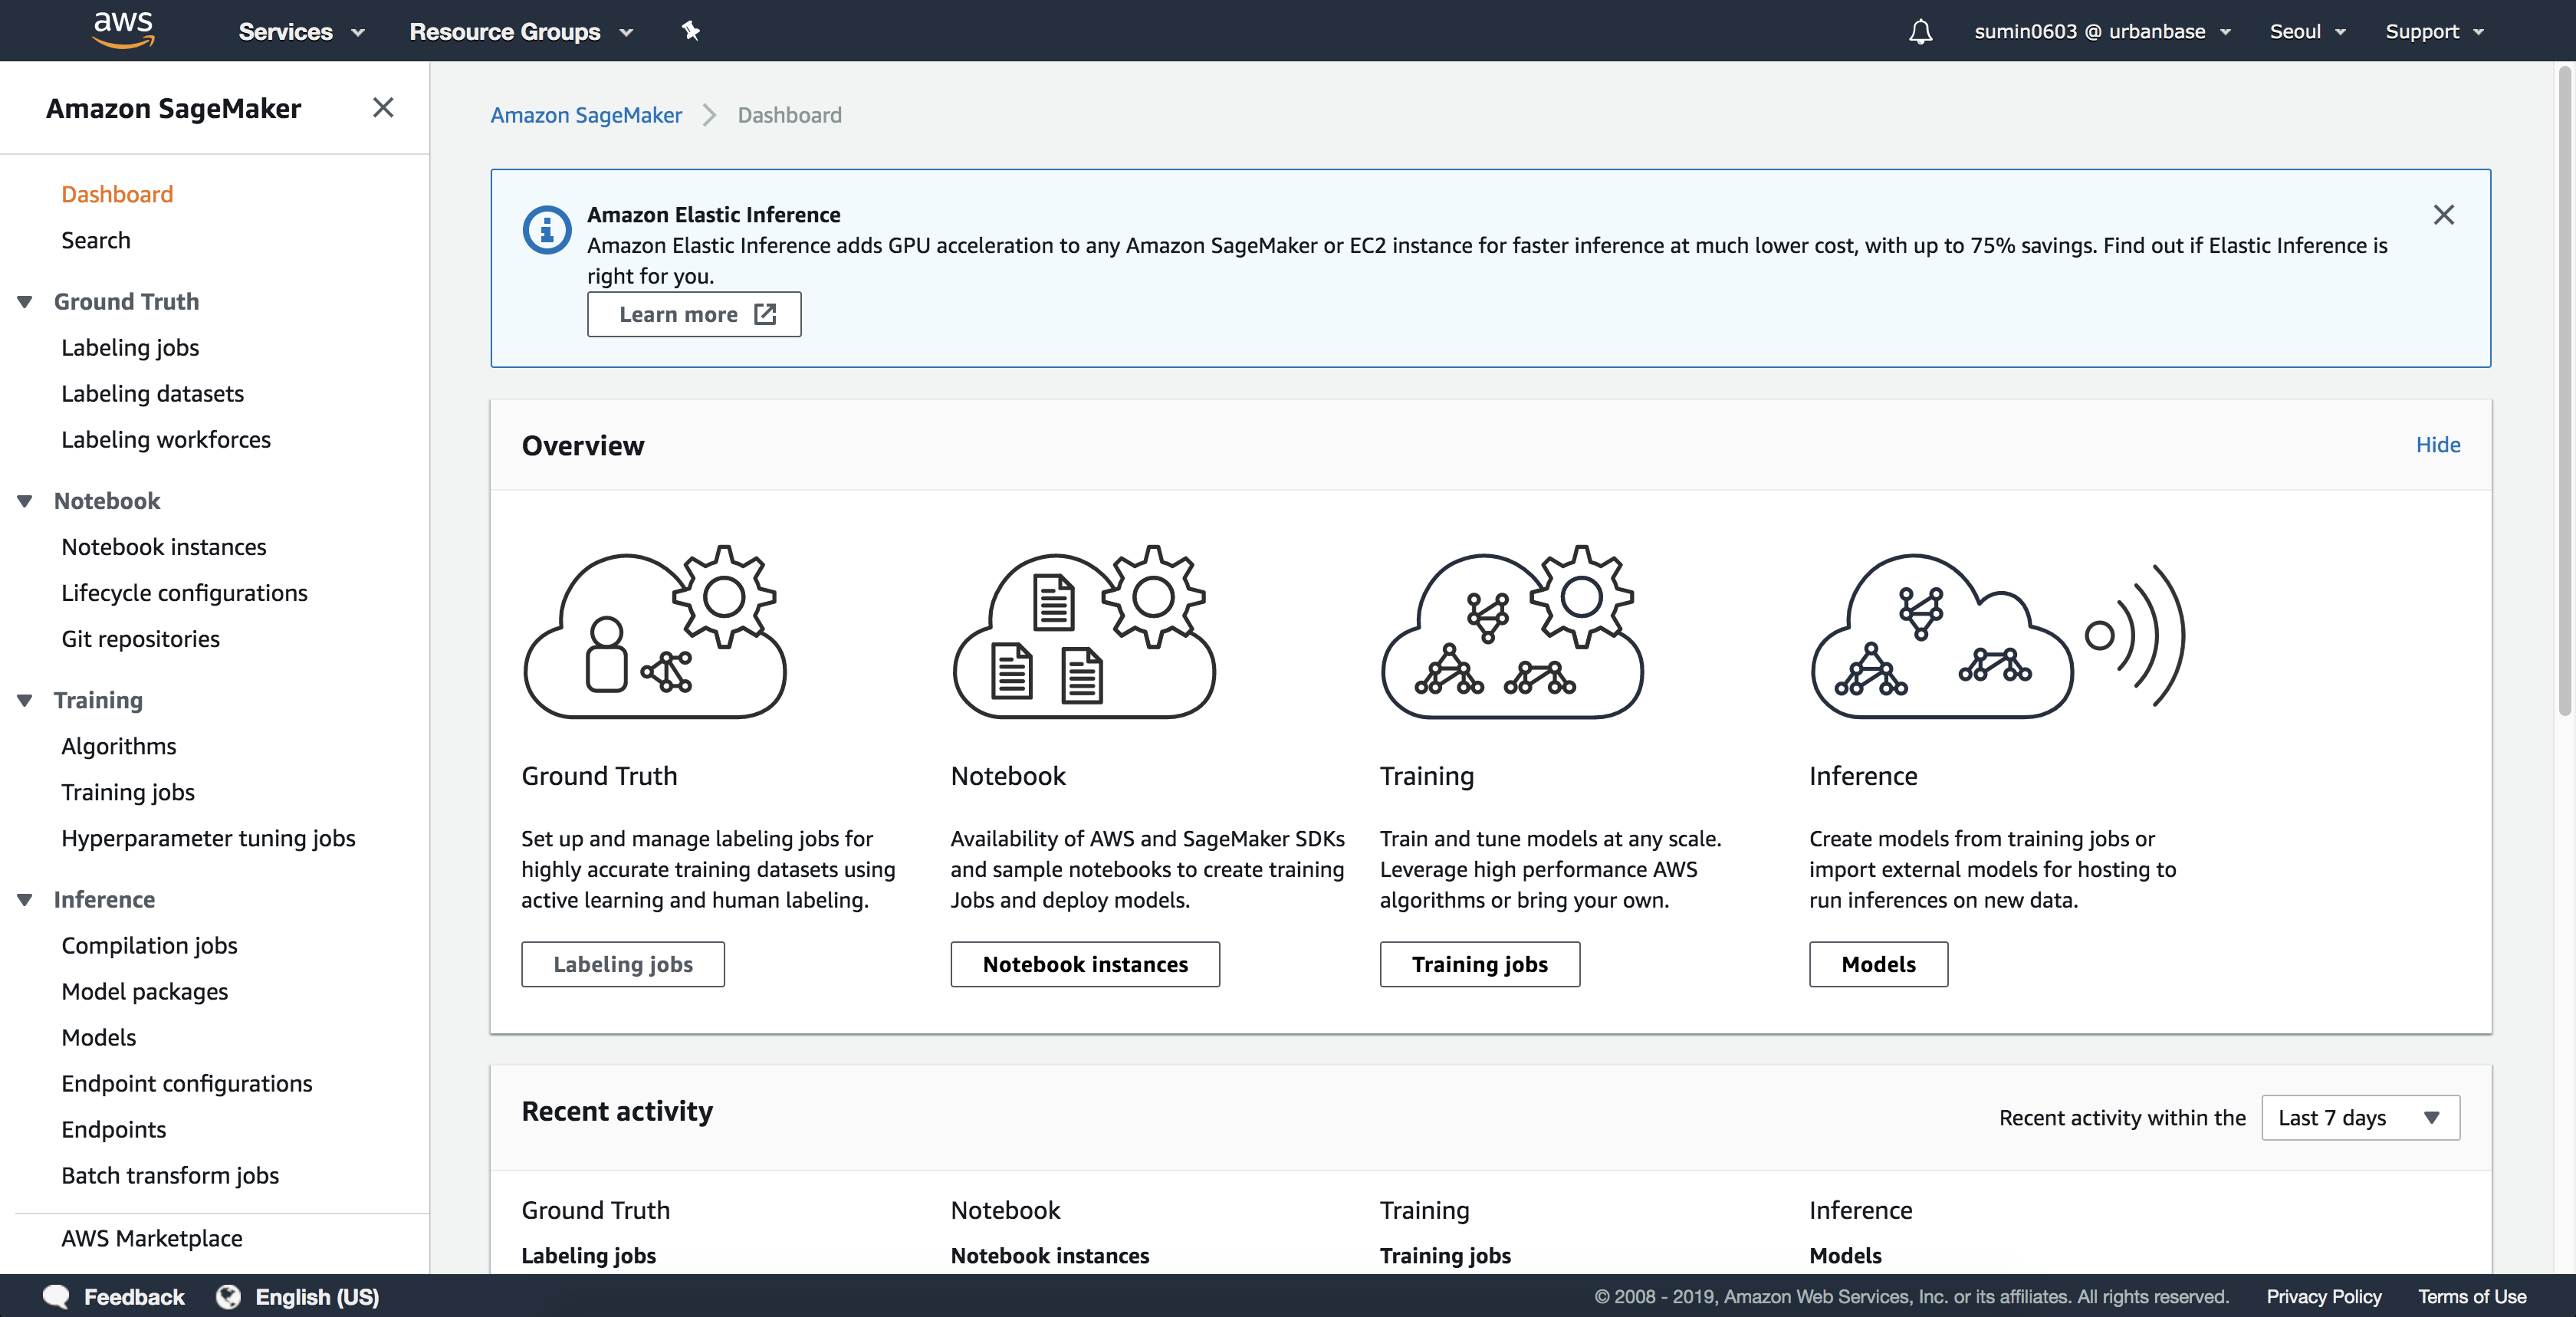 aws
Services
Resource Groups
sumin0603 @ urbanbase
Seoul
Support
Amazon SageMaker
Dashboard
Search
Ground Truth
Labeling jobs
Labeling datasets
Labeling workforces
Notebook
Notebook instances
Lifecycle configurations
Git repositories
Training
Algorithms
Training jobs
Hyperparameter tuning jobs
Inference
Compilation jobs
Model packages
Models
Endpoint configurations
Endpoints
Batch transform jobs
AWS Marketplace
Amazon SageMaker
Dashboard
Amazon Elastic Inference
Amazon Elastic Inference adds GPU acceleration to any Amazon SageMaker or EC2 instance for faster inference at much lower cost, with up to 75% savings. Find out if Elastic Inference is
right for you.
Learn more
Overview
Hide
Ground Truth
Set up and manage labeling jobs for
highly accurate training datasets using
active learning and human labeling.
Labeling jobs
Notebook
Availability of AWS and SageMaker SDKs
and sample notebooks to create training
Jobs and deploy models.
Notebook instances
Training
Train and tune models at any scale.
Leverage high performance AWS
algorithms or bring your own.
Training jobs
Inference
Create models from training jobs or
import external models for hosting to
run inferences on new data.
Models
Recent activity
Recent activity within the
Last 7 days
Ground Truth
Labeling jobs
Notebook
Notebook instances
Training
Training jobs
Inference
Models
Feedback
English (US)
© 2008 - 2019, Amazon Web Services, Inc. or its affiliates. All rights reserved.
Privacy Policy
Terms of Use